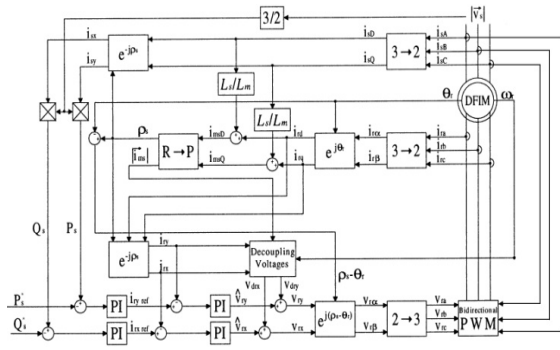 |v̄s|
3/2
isx
isy
e^-jρs
isD
isQ
3→2
isA
isB
isC
Ls/Lm
Ls/Lm
θr
DFIM
ωr
ρs
|i̅ms|
R→P
imsD
imsQ
ird
irq
e^jθr
irα
irβ
3→2
ira
irb
irc
Qs
Ps
e^-jρs
iry
irx
Decoupling
Voltages
vdrx
vdry
ρs-θr
P*s
PI
iry ref
PI
v̂ry
vry
e^j(ρs-θr)
vrα
2→3
vra
vrb
vrc
Bidirectional
PWM
Q*s
PI
irx ref
PI
v̂rx
vrx
vrβ